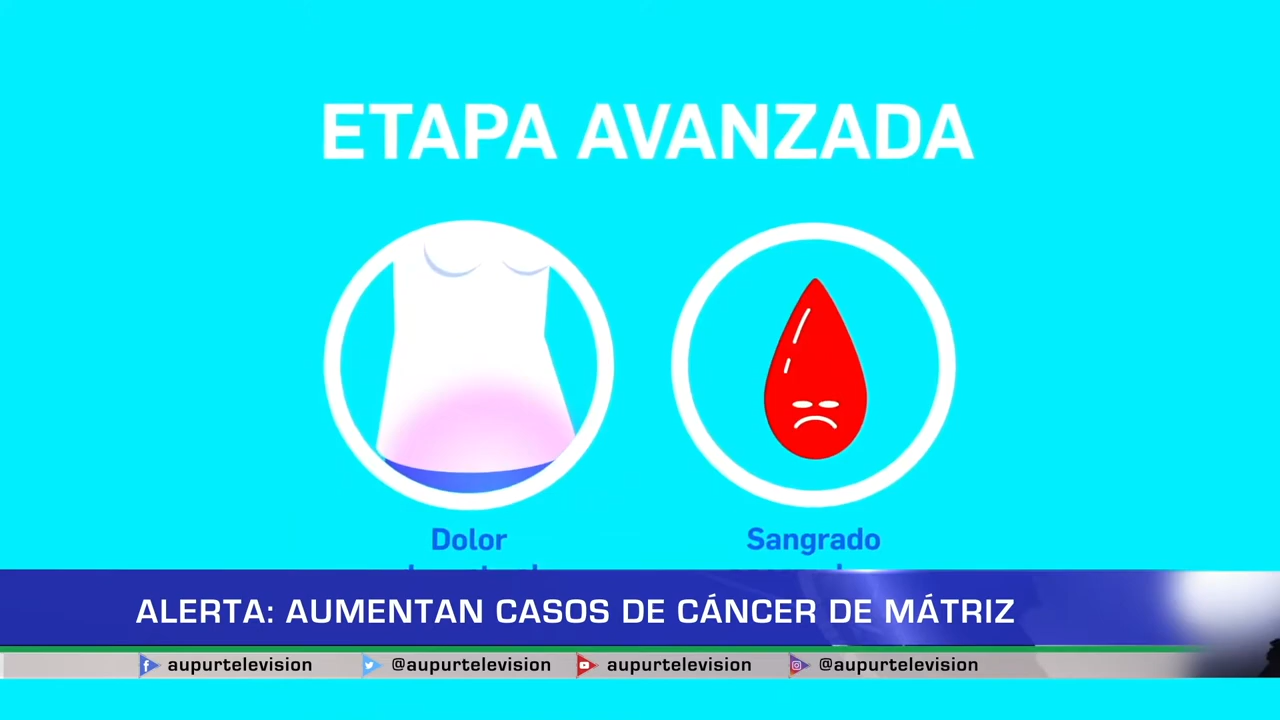 ETAPA AVANZADA
Dolor
Sangrado
ALERTA: AUMENTAN CASOS DE CÁNCER DE MÁTRIZ
aupurtelevision
@aupurtelevision
aupurtelevision
@aupurtelevision